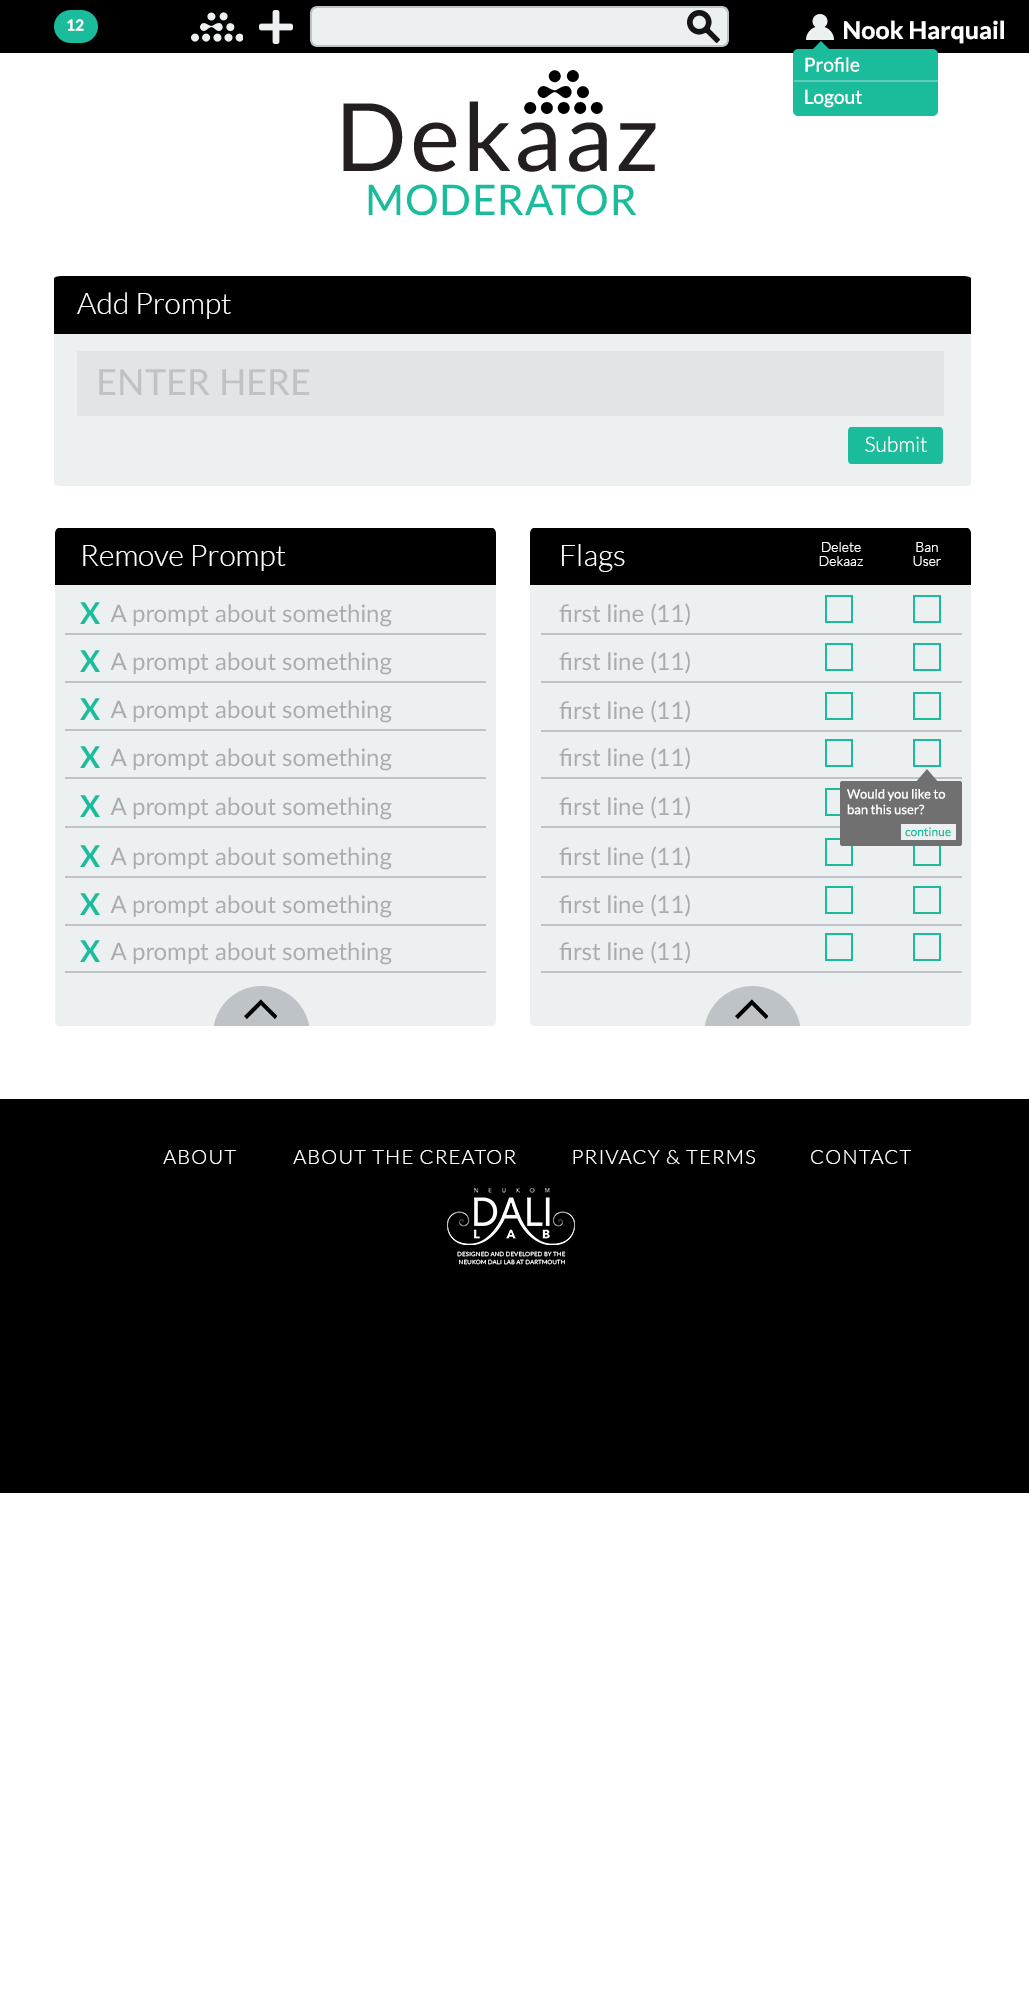 12
Nook Harquail
Profile
Logout
Dekaaz
MODERATOR
Add Prompt
ENTER HERE
Submit
Remove Prompt
X A prompt about something
X A prompt about something
X A prompt about something
X A prompt about something
X A prompt about something
X A prompt about something
X A prompt about something
X A prompt about something
Flags
Delete
Dekaaz
Ban
User
first line (11)
first line (11)
first line (11)
first line (11)
Would you like to
ban this user?
continue
first line (11)
first line (11)
first line (11)
first line (11)
ABOUT
ABOUT THE CREATOR
PRIVACY & TERMS
CONTACT
NEUKOM
DALI
LAB
DESIGNED AND DEVELOPED BY THE
NEUKOM DALI LAB AT DARTMOUTH